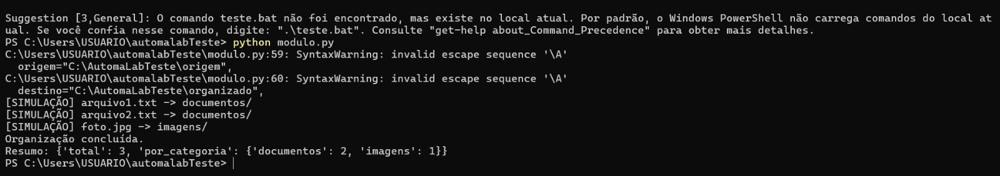 Suggestion [3,General]: O comando teste.bat não foi encontrado, mas existe no local atual. Por padrão, o Windows PowerShell não carrega comandos do local at
ual. Se você confia nesse comando, digite: ".\teste.bat". Consulte "get-help about_Command_Precedence" para obter mais detalhes.
PS C:\Users\USUARIO\automalabTeste> python modulo.py
C:\Users\USUARIO\automalabTeste\modulo.py:59: SyntaxWarning: invalid escape sequence '\A'
  origem="C:\AutomaLabTeste\origem",
C:\Users\USUARIO\automalabTeste\modulo.py:60: SyntaxWarning: invalid escape sequence '\A'
  destino="C:\AutomaLabTeste\organizado",
[SIMULAÇÃO] arquivo1.txt -> documentos/
[SIMULAÇÃO] arquivo2.txt -> documentos/
[SIMULAÇÃO] foto.jpg -> imagens/
Organização concluída.
Resumo: {'total': 3, 'por_categoria': {'documentos': 2, 'imagens': 1}}
PS C:\Users\USUARIO\automalabTeste>